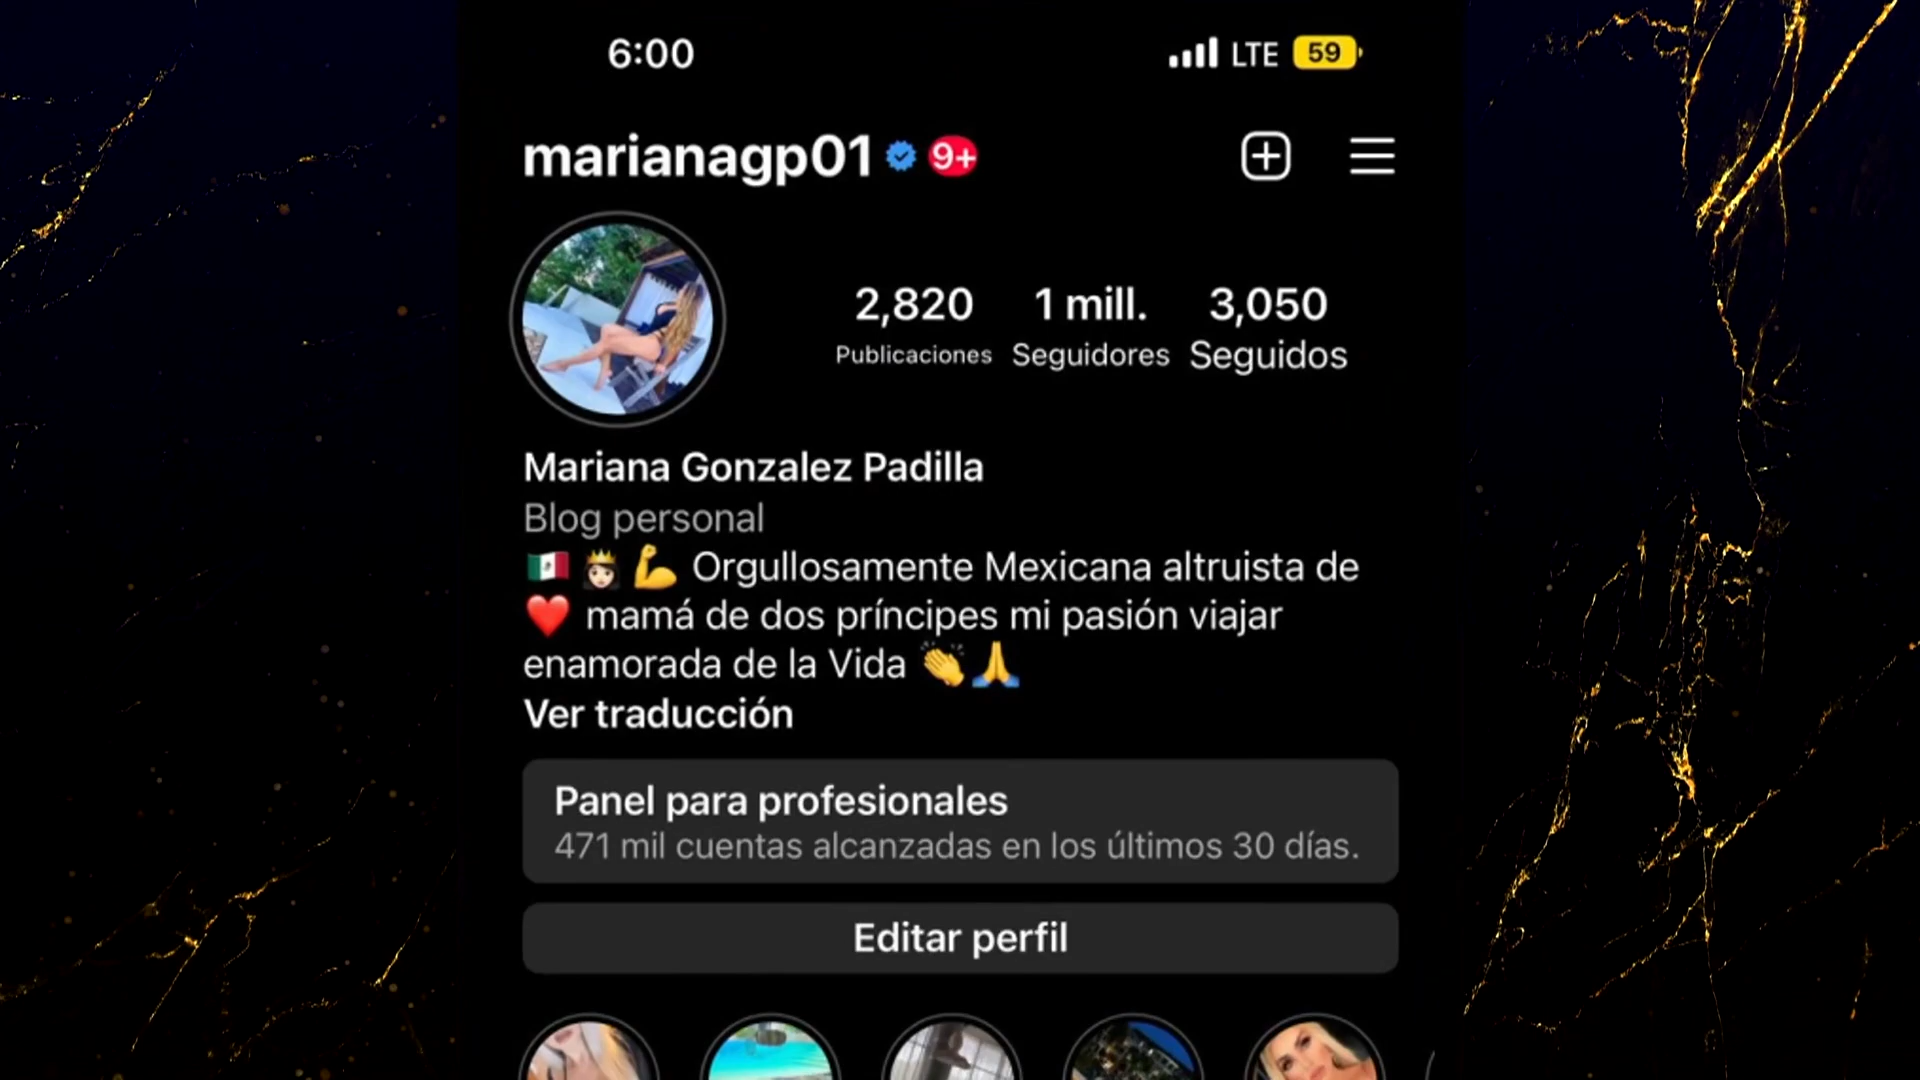 6:00
LTE 59
marianagp01 9+
2,820 1 mill. 3,050
Publicaciones Seguidores Seguidos
Mariana Gonzalez Padilla
Blog personal
🇲🇽 👸🏻 💪 Orgullosamente Mexicana altruista de
❤️ mamá de dos príncipes mi pasión viajar
enamorada de la Vida 👏🙏
Ver traducción
Panel para profesionales
471 mil cuentas alcanzadas en los últimos 30 días.
Editar perfil